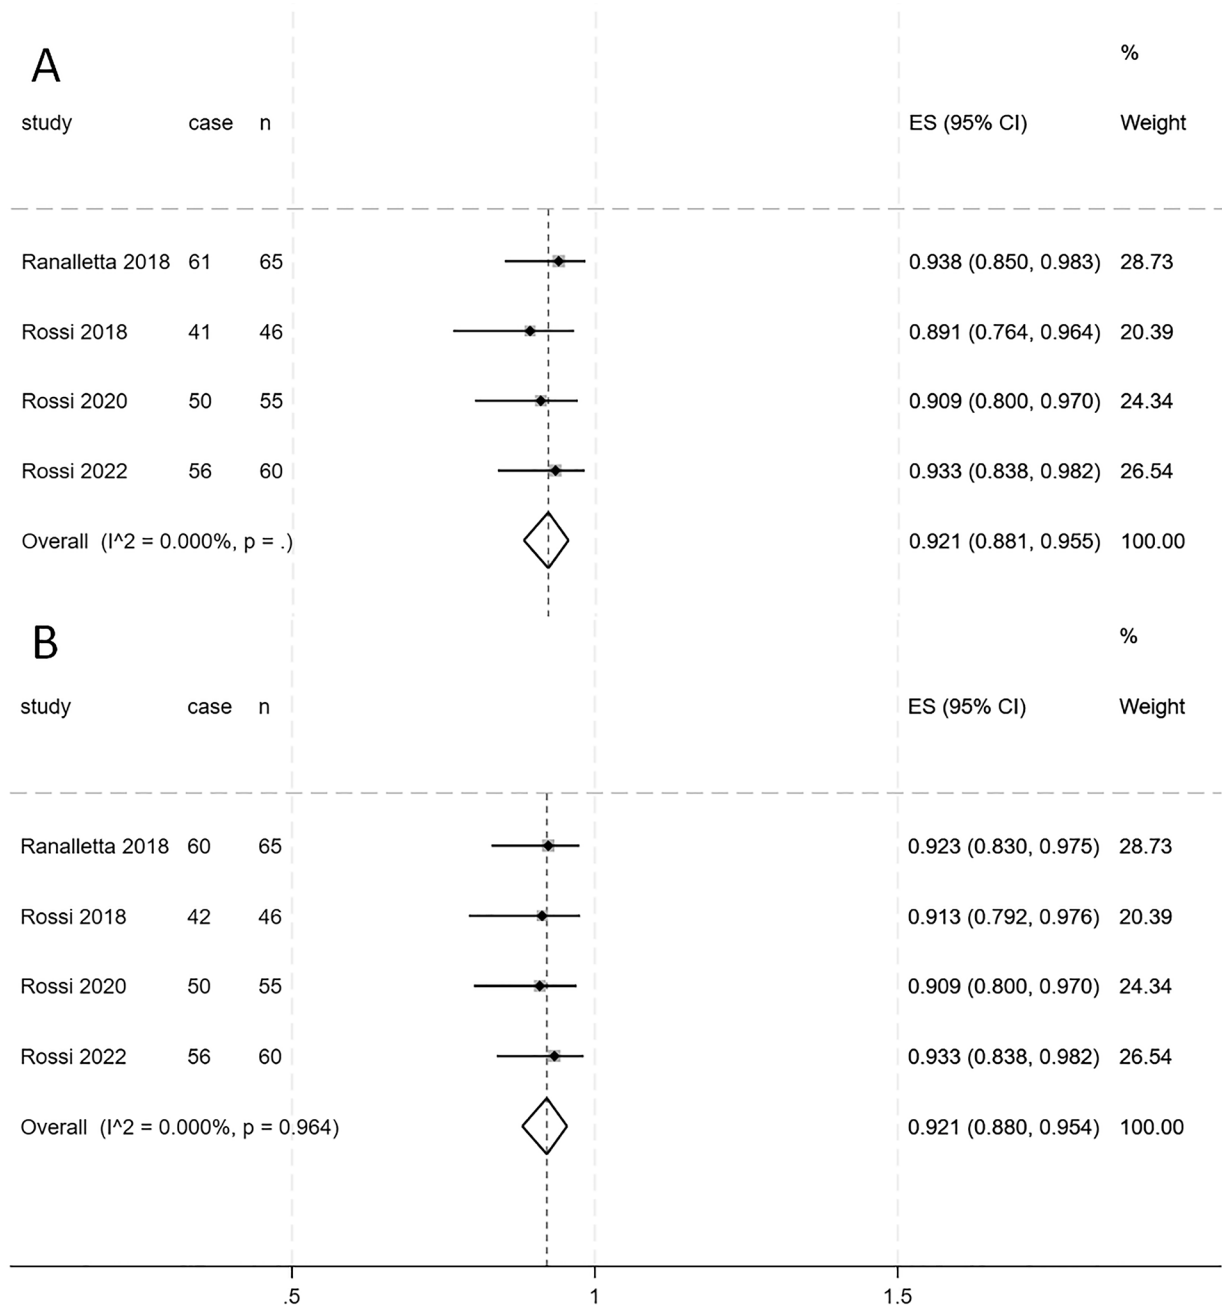 A
%
study case n ES (95% CI) Weight
Ranalletta 2018 61 65 0.938 (0.850, 0.983) 28.73
Rossi 2018 41 46 0.891 (0.764, 0.964) 20.39
Rossi 2020 50 55 0.909 (0.800, 0.970) 24.34
Rossi 2022 56 60 0.933 (0.838, 0.982) 26.54
Overall (I^2 = 0.000%, p = .) 0.921 (0.881, 0.955) 100.00
B
%
study case n ES (95% CI) Weight
Ranalletta 2018 60 65 0.923 (0.830, 0.975) 28.73
Rossi 2018 42 46 0.913 (0.792, 0.976) 20.39
Rossi 2020 50 55 0.909 (0.800, 0.970) 24.34
Rossi 2022 56 60 0.933 (0.838, 0.982) 26.54
Overall (I^2 = 0.000%, p = 0.964) 0.921 (0.880, 0.954) 100.00
.5 1 1.5